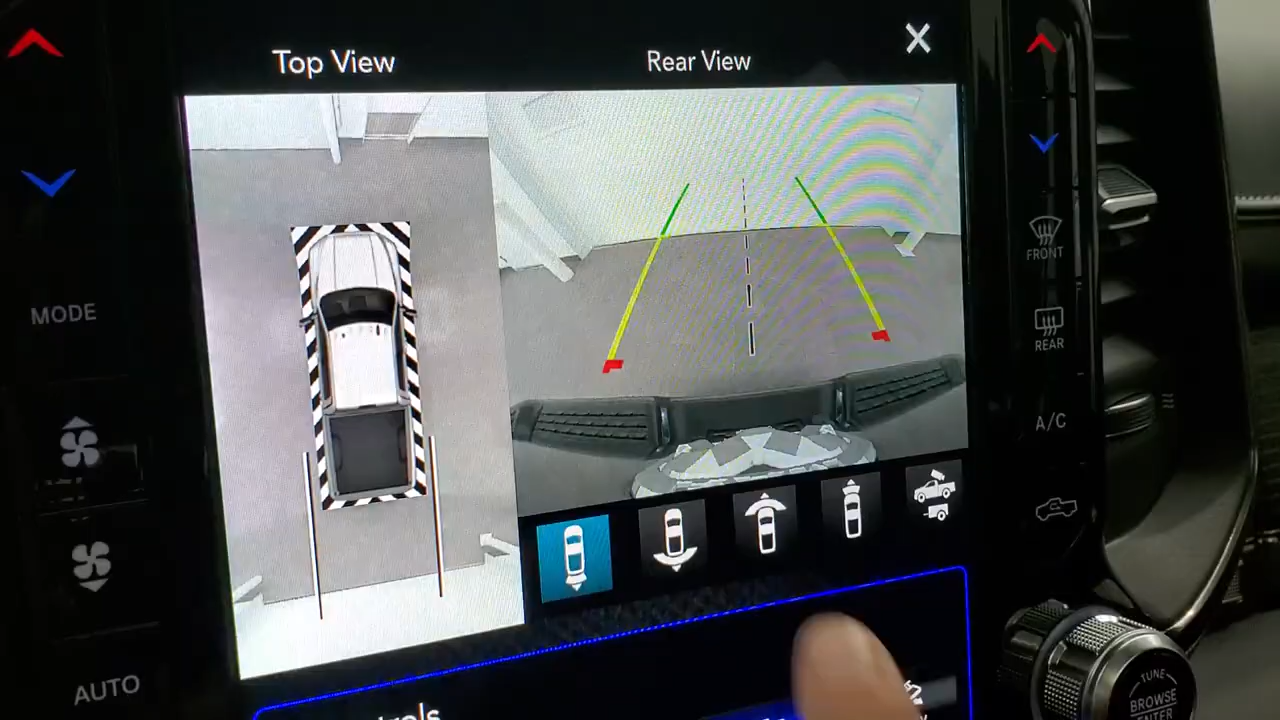 Top View
Rear View
X
MODE
AUTO
FRONT
REAR
A/C
TUNE
BROWSE
ENTER